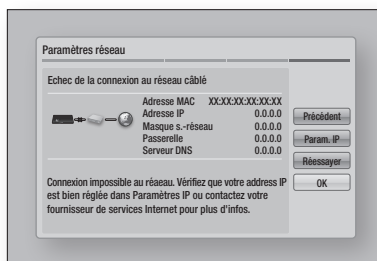 Paramètres réseau
Echec de la connexion au réseau câblé
Adresse MAC XX:XX:XX:XX:XX:XX
Adresse IP 0.0.0.0
Masque s.-réseau 0.0.0.0
Passerelle 0.0.0.0
Serveur DNS 0.0.0.0
Précédent
Param. IP
Réessayer
OK
Connexion impossible au réaeau. Vérifiez que votre address IP
est bien réglée dans Paramètres IP ou contactez votre
fournisseur de services Internet pour plus d'infos.